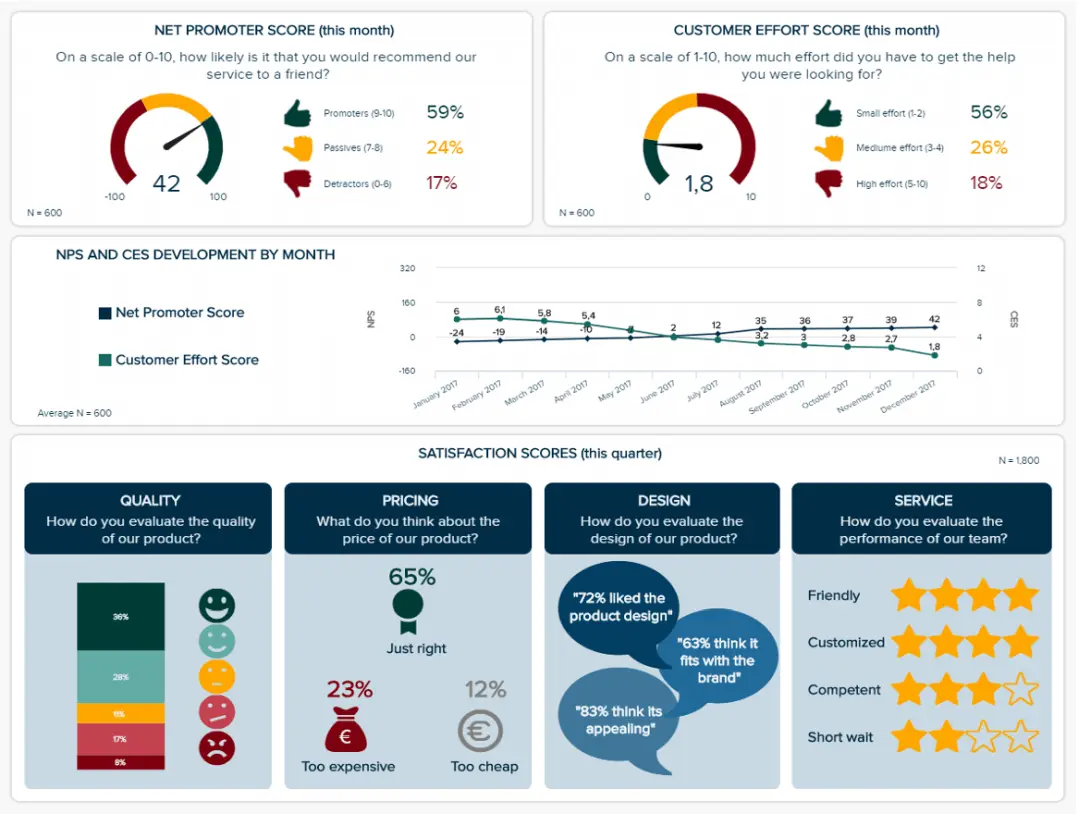 NET PROMOTER SCORE (this month)
On a scale of 0-10, how likely is it that you would recommend our
service to a friend?
Promoters (9-10) 59%
Passives (7-8) 24%
Detractors (0-6) 17%
42
-100 100
N = 600
CUSTOMER EFFORT SCORE (this month)
On a scale of 1-10, how much effort did you have to get the help
you were looking for?
Small effort (1-2) 56%
Mediume effort (3-4) 26%
High effort (5-10) 18%
1,8
0 10
N = 600
NPS AND CES DEVELOPMENT BY MONTH
Net Promoter Score
Customer Effort Score
Average N = 600
NPS
320
160
0
-160
6 6,1 5,8 5,4 3,2 3 2,8 2,7 1,8
-24 -19 -14 -10 2 12 35 36 37 39 42
12
8
4
0
CES
January 2017
February 2017
March 2017
April 2017
May 2017
June 2017
July 2017
August 2017
September 2017
October 2017
November 2017
December 2017
SATISFACTION SCORES (this quarter)
N = 1,800
QUALITY
How do you evaluate the quality
of our product?
36%
28%
11%
17%
8%
PRICING
What do you think about the
price of our product?
65%
Just right
23%
€
Too expensive
12%
€
Too cheap
DESIGN
How do you evaluate the
design of our product?
"72% liked the
product design"
"63% think it
fits with the
brand"
"83% think its
appealing"
SERVICE
How do you evaluate the
performance of our team?
Friendly
Customized
Competent
Short wait